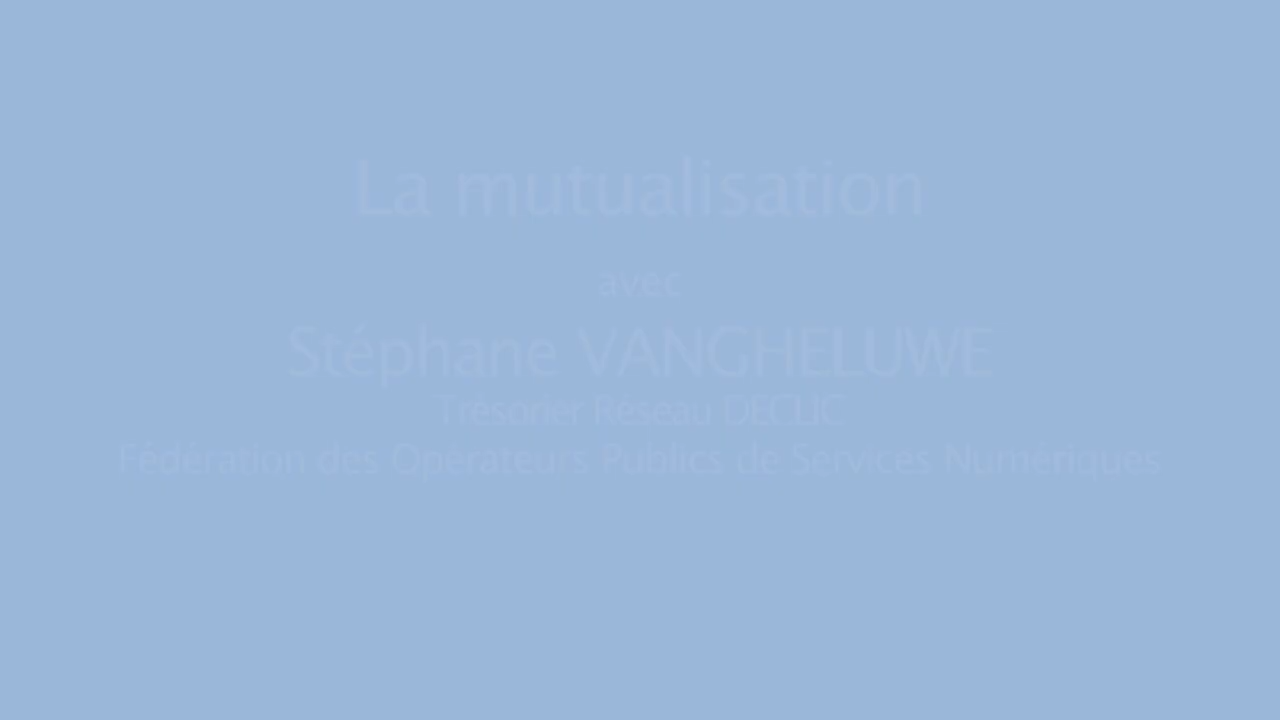 La mutualisation
avec
Stéphane VANGHELUWE
Trésorier Réseau DECLIC
Fédération des Opérateurs Publics de Services Numériques